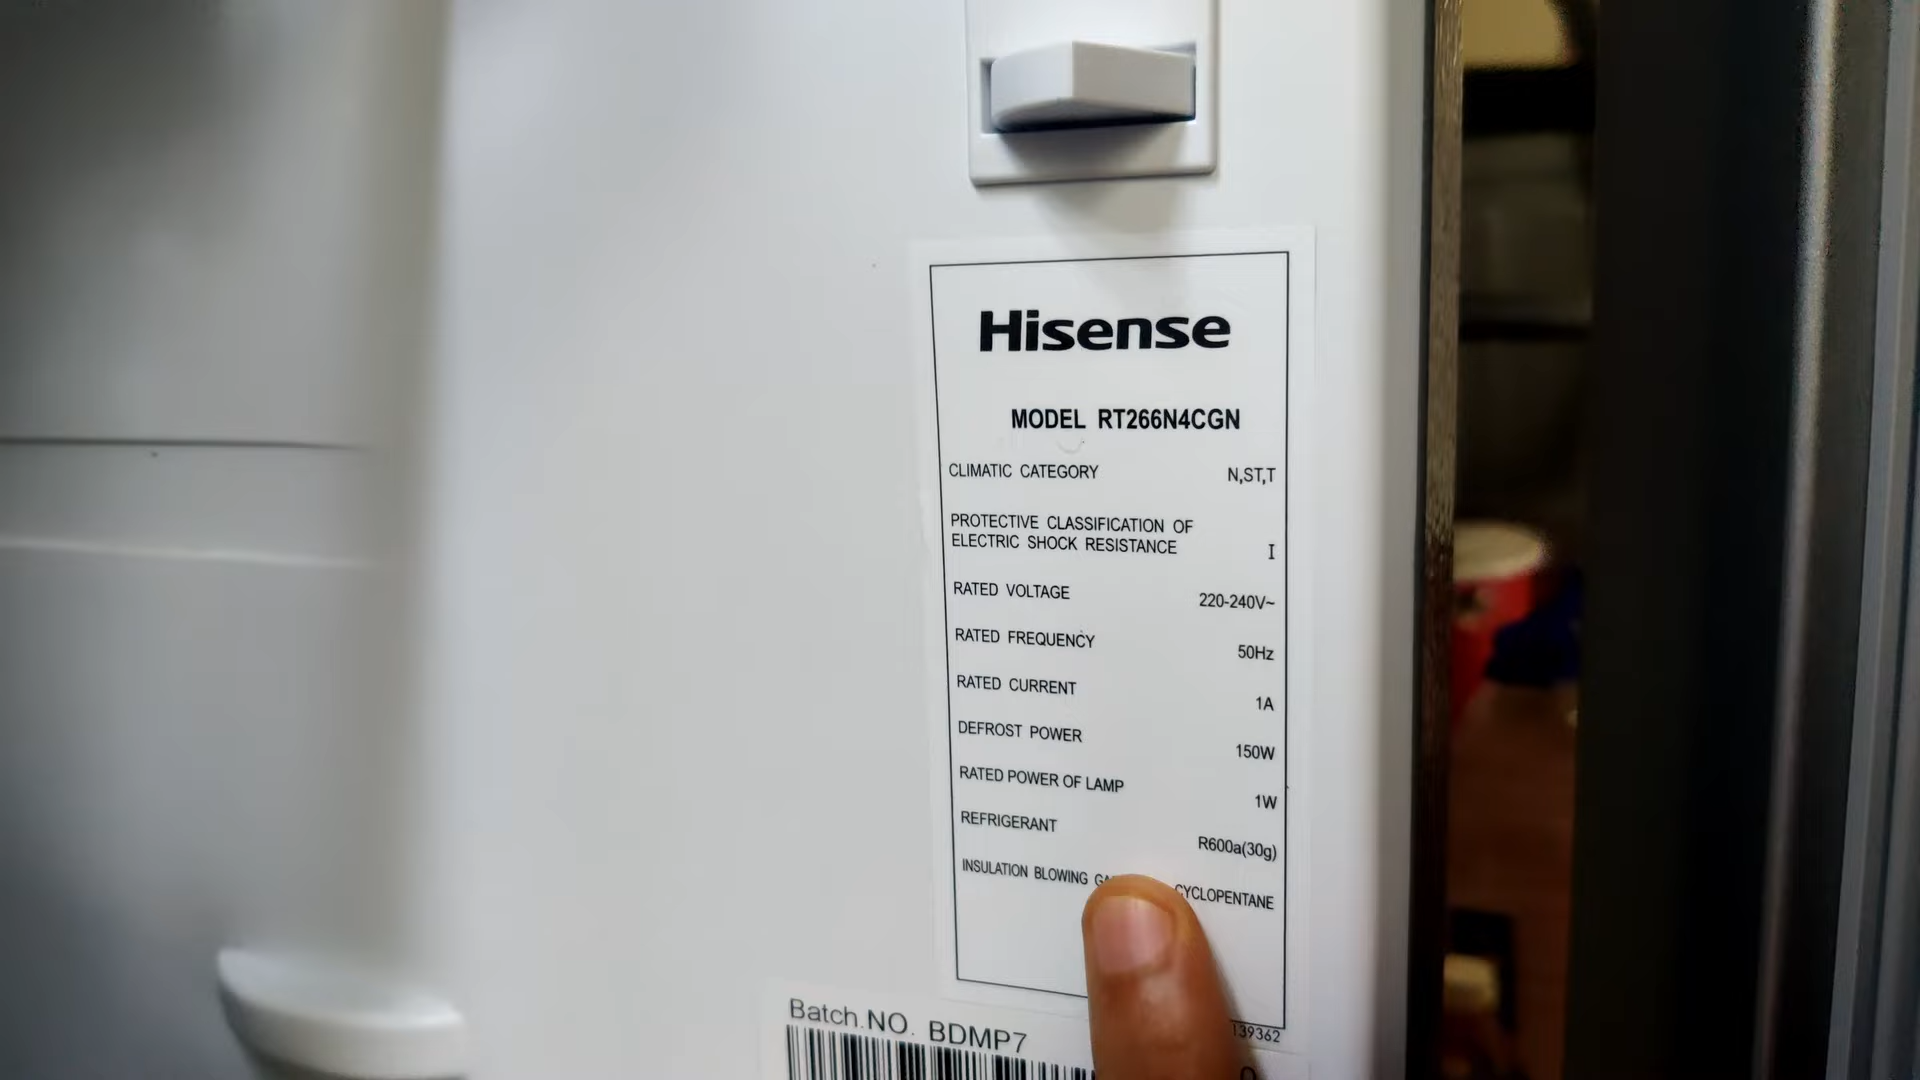 Hisense
MODEL RT266N4CGN
CLIMATIC CATEGORY N,ST,T
PROTECTIVE CLASSIFICATION OF
ELECTRIC SHOCK RESISTANCE I
RATED VOLTAGE 220-240V~
RATED FREQUENCY 50Hz
RATED CURRENT 1A
DEFROST POWER 150W
RATED POWER OF LAMP 1W
REFRIGERANT R600a(30g)
INSULATION BLOWING CYCLOPENTANE
139362
Batch.NO. BDMP7